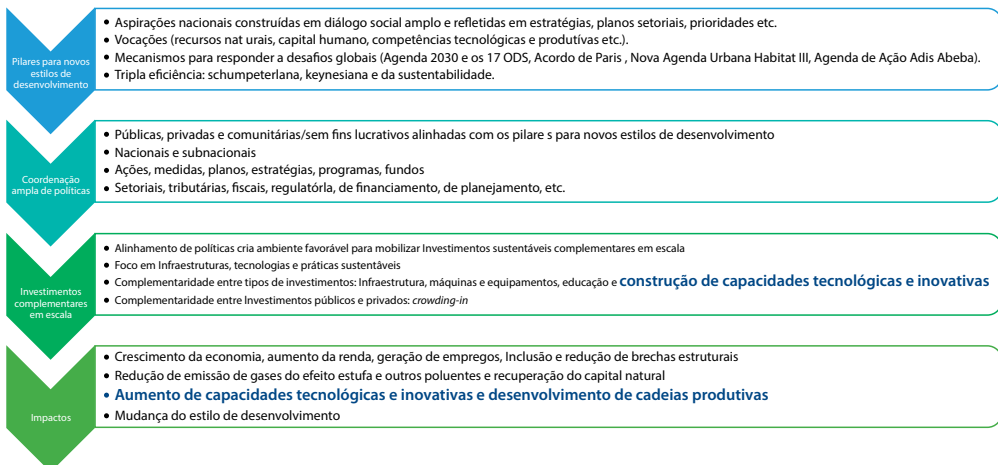 Pilares para novos
estilos de
desenvolvimento
• Aspirações nacionais construídas em diálogo social amplo e refletidas em estratégias, planos setoriais, prioridades etc.
• Vocações (recursos nat urais, capital humano, competências tecnológicas e produtívas etc.).
• Mecanismos para responder a desafios globais (Agenda 2030 e os 17 ODS, Acordo de Paris , Nova Agenda Urbana Habitat III, Agenda de Ação Adis Abeba).
• Tripla eficiência: schumpeterlana, keynesiana e da sustentabilidade.
Coordenação
ampla de políticas
• Públicas, privadas e comunitárias/sem fins lucrativos alinhadas com os pilare s para novos estilos de desenvolvimento
• Nacionais e subnacionais
• Ações, medidas, planos, estratégias, programas, fundos
• Setoriais, tributárias, fiscais, regulatórla, de financiamento, de planejamento, etc.
Investimentos
complementares
em escala
• Alinhamento de políticas cria ambiente favorável para mobilizar Investimentos sustentáveis complementares em escala
• Foco em Infraestruturas, tecnologias e práticas sustentâveis
• Complementaridade entre tipos de investimentos: Infraestrutura, máquinas e equipamentos, educação e construção de capacidades tecnológicas e inovativas
• Complementaridade entre Investimentos públicos e privados: crowding-in
Impactos
• Crescimento da economia, aumento da renda, geração de empregos, Inclusão e redução de brechas estruturais
• Redução de emissão de gases do efeito estufa e outros poluentes e recuperação do capital natural
• Aumento de capacidades tecnológicas e inovativas e desenvolvimento de cadeias produtivas
• Mudança do estilo de desenvolvimento